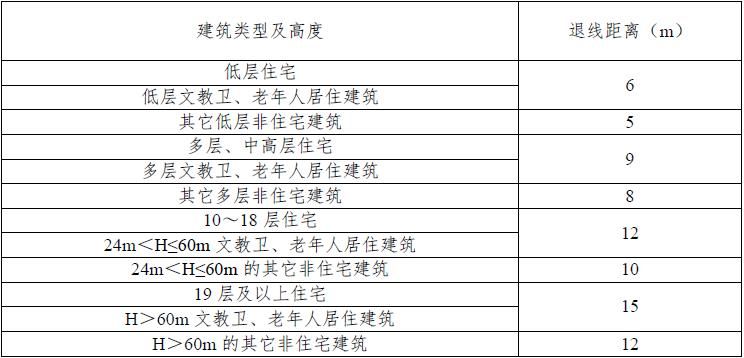 建筑类型及高度 退线距离（m）
低层住宅
6
低层文教卫、老年人居住建筑
其它低层非住宅建筑 5
多层、中高层住宅
9
多层文教卫、老年人居住建筑
其它多层非住宅建筑 8
10～18 层住宅
12
24m＜H≤60m 文教卫、老年人居住建筑
24m＜H≤60m 的其它非住宅建筑 10
19 层及以上住宅
15
H＞60m 文教卫、老年人居住建筑
H＞60m 的其它非住宅建筑 12